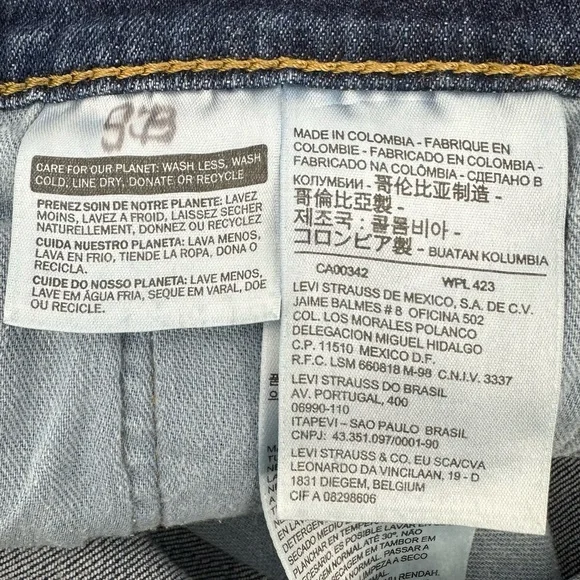 CARE FOR OUR PLANET: WASH LESS, WASH
COLD, LINE DRY, DONATE OR RECYCLE
PRENEZ SOIN DE NOTRE PLANETE: LAVEZ
MOINS, LAVEZ A FROID, LAISSEZ SECHER
NATURELLEMENT, DONNEZ OU RECYCLEZ
CUIDA NUESTRO PLANETA: LAVA MENOS,
LAVA EN FRIO, TIENDE LA ROPA, DONA O
RECICLA.
CUIDE DO NOSSO PLANETA: LAVE MENOS,
LAVE EM ÁGUA FRIA, SEQUE EM VARAL, DOE
OU RECICLE.
MADE IN COLOMBIA - FABRIQUE EN
COLOMBIE - FABRICADO EN COLOMBIA -
FABRICADO NA COLÔMBIA - СДЕЛАНО В
КОЛУМБИИ - 哥伦比亚制造 -
哥倫比亞製 -
제조국 : 콜롬비아 -
コロンビア製 - BUATAN KOLUMBIA
CA00342 WPL 423
LEVI STRAUSS DE MEXICO, S.A. DE C.V.
JAIME BALMES # 8 OFICINA 502
COL. LOS MORALES POLANCO
DELEGACION MIGUEL HIDALGO
C.P. 11510 MEXICO D.F.
R.F.C. LSM 660818 M-98 C.N.I.V. 3337
LEVI STRAUSS DO BRASIL
AV. PORTUGAL, 400
06990-110
ITAPEVI - SAO PAULO BRASIL
CNPJ: 43.351.097/0001-90
LEVI STRAUSS & CO. EU SCA/CVA
LEONARDO DA VINCILAAN, 19 - D
1831 DIEGEM, BELGIUM
CIF A 08298606